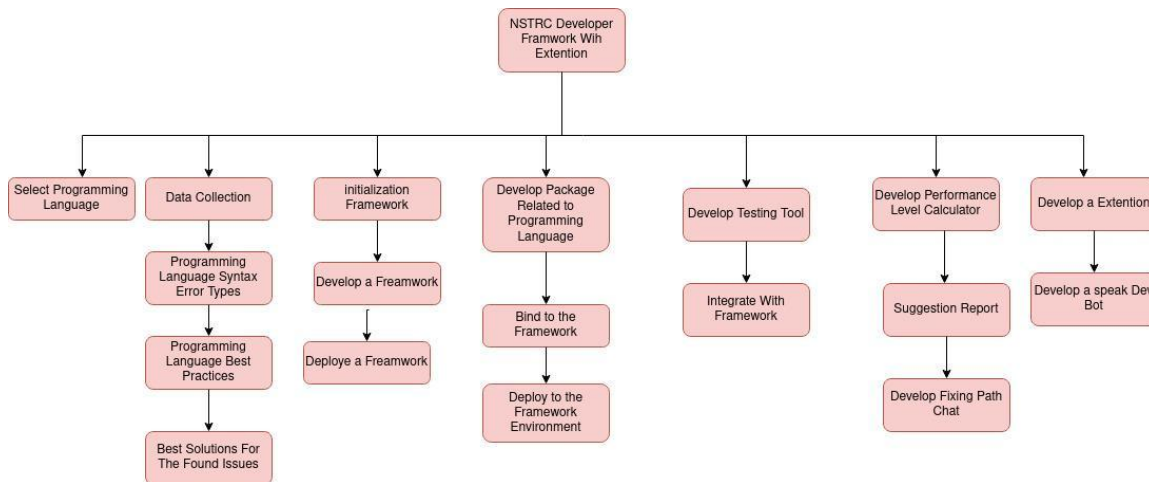 NSTRC Developer
Framwork Wih
Extention
Select Programming
Language
Data Collection
Programming
Language Syntax
Error Types
Programming
Language Best
Practices
Best Solutions For
The Found Issues
initialization
Framework
Develop a Freamwork
Deploye a Freamwork
Develop Package
Related to
Programming
Language
Bind to the
Framework
Deploy to the
Framework
Environment
Develop Testing Tool
Integrate With
Framework
Develop Performance
Level Calculator
Suggestion Report
Develop Fixing Path
Chat
Develop a Extention
Develop a speak Dev
Bot